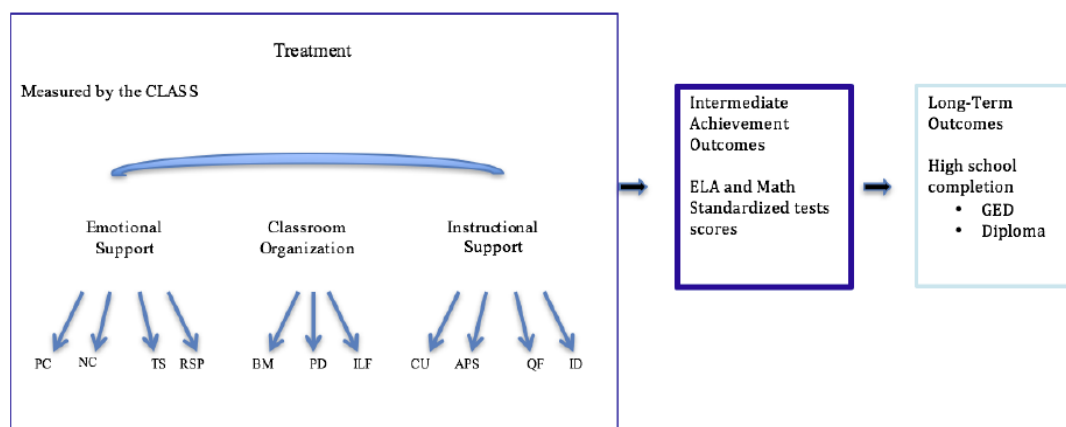 Treatment
Measured by the CLASS
Emotional
Support
Classroom
Organization
Instructional
Support
PC NC TS RSP BM PD ILF CU APS QF ID
Intermediate
Achievement
Outcomes
ELA and Math
Standardized tests
scores
Long-Term
Outcomes
High school
completion
• GED
• Diploma